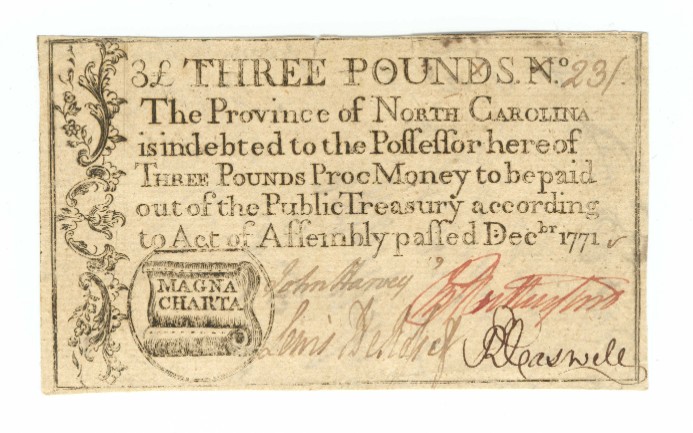 3£ THREE POUNDS. No. 231.
The Province of NORTH CAROLINA
is indebted to the Poſſeſſor hereof
THREE POUNDS Proc Money to be paid
out of the Public Treasury according
to Act of Aſſembly paſſed Decbr 1771
MAGNA
CHARTA
John Harvey
Lewis
R Caswell